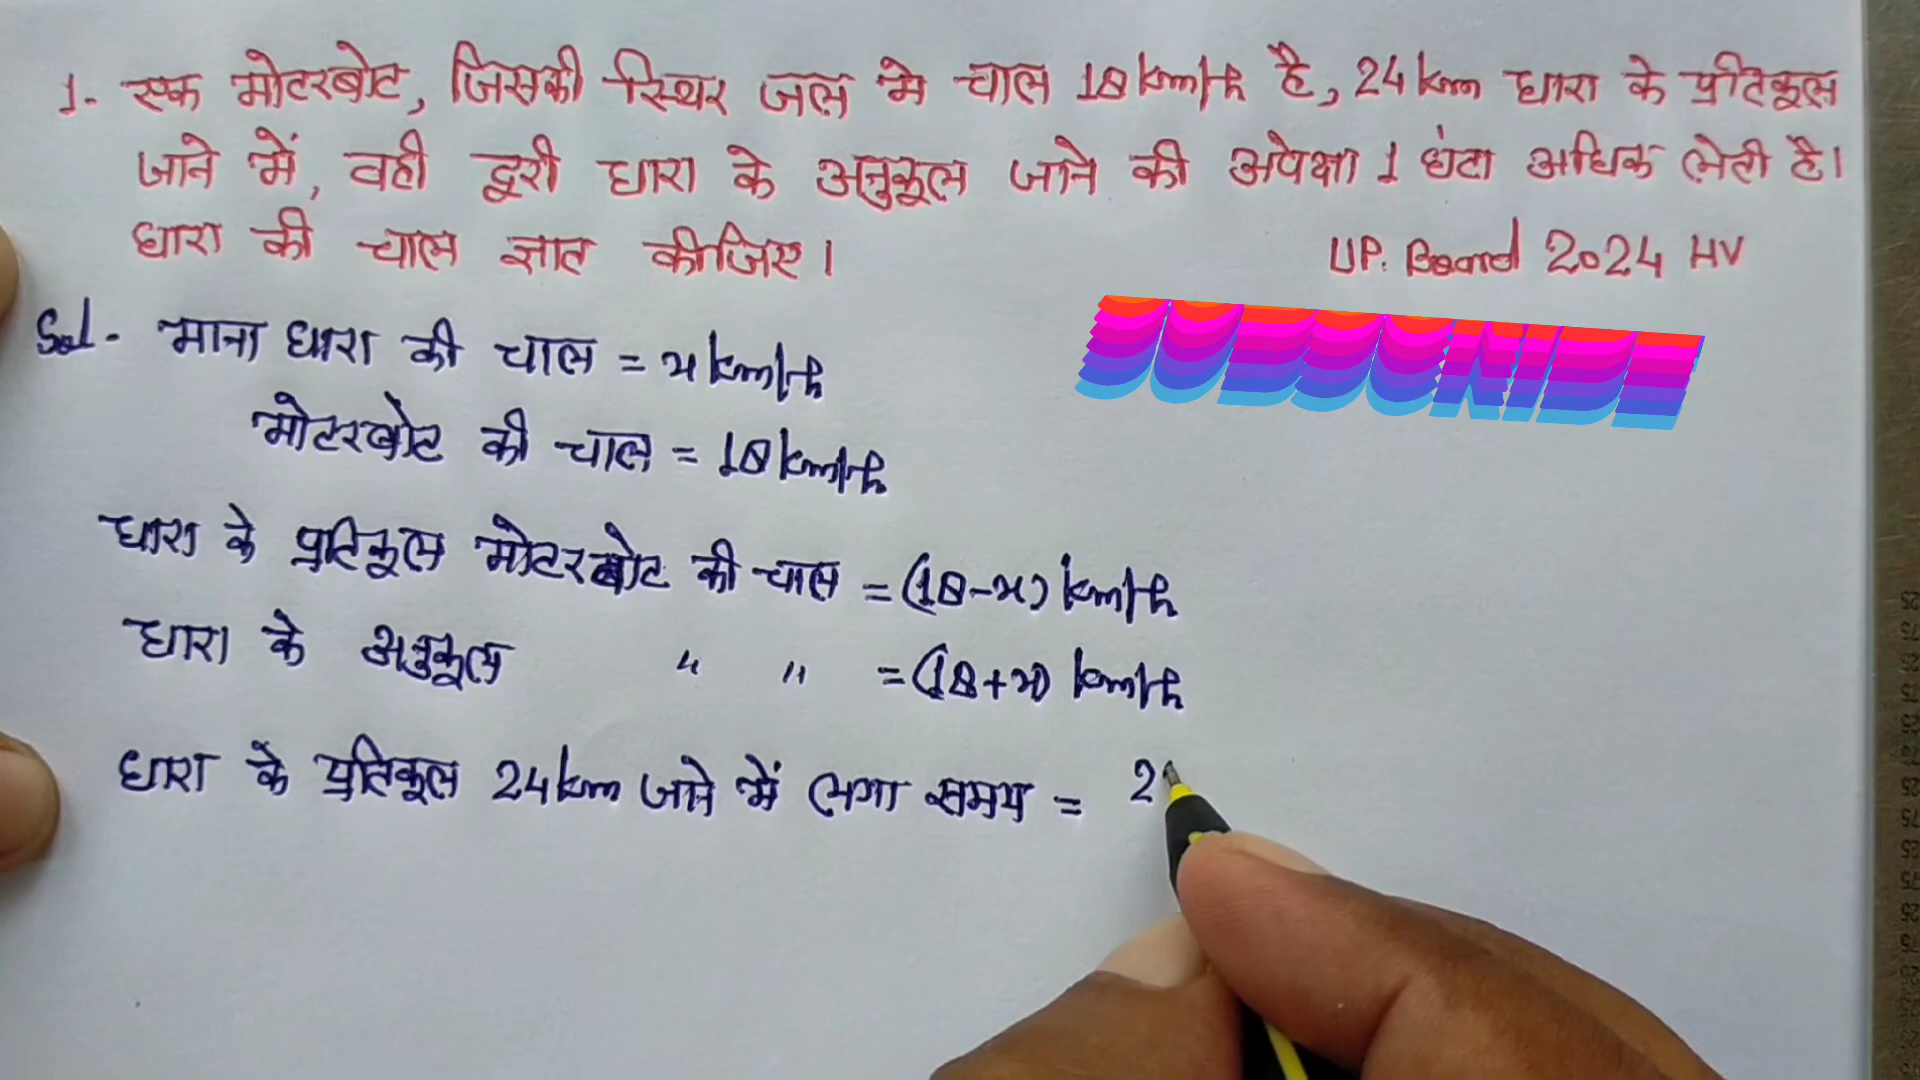 1. एक मोटरबोट, जिसकी स्थिर जल मे चाल 18 km/h है, 24 km धारा के प्रतिकूल
जाने में, वही दूरी धारा के अनुकूल जाने की अपेक्षा 1 घंटा अधिक लेती है।
धारा की चाल ज्ञात कीजिए।
U.P. Board 2024 HV
Sol- माना धारा की चाल = x km/h
मोटरबोट की चाल = 18 km/h
धारा के प्रतिकूल मोटरबोट की चाल = (18-x) km/h
धारा के अनुकूल " " = (18+x) km/h
धारा के प्रतिकूल 24 km जाने में लगा समय = 2